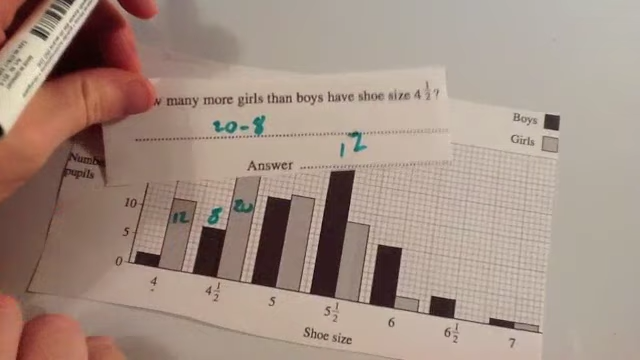 w many more girls than boys have shoe size 4 1/2?
20-8
12
Answer
Boys
Girls
Numbe
pupils
10
5
0
12
8
20
4
4 1/2
5
5 1/2
6
6 1/2
7
Shoe size